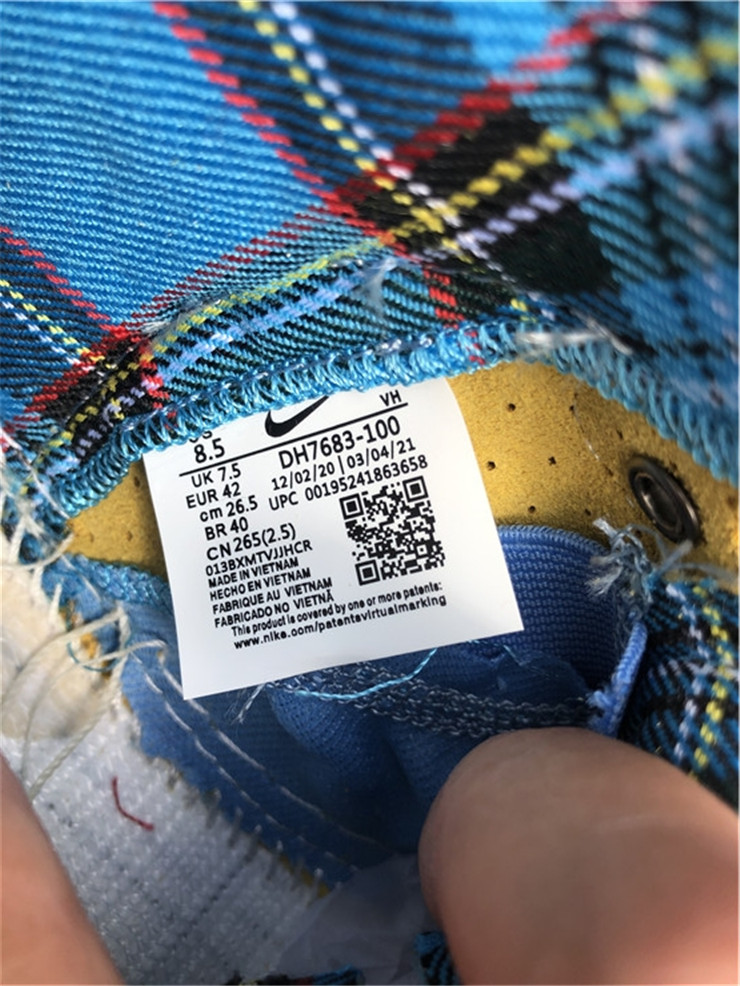 VH
8.5
UK 7.5
EUR 42
cm 26.5
BR 40
CN 265(2.5)
DH7683-100
12/02/20 | 03/04/21
UPC 00195241863658
013BXMTVJJHCR
MADE IN VIETNAM
HECHO EN VIETNAM
FABRIQUE AU VIETNAM
FABRICADO NO VIETNÃ
This product is covered by one or more patents:
www.nike.com/patentsvirtualmarking